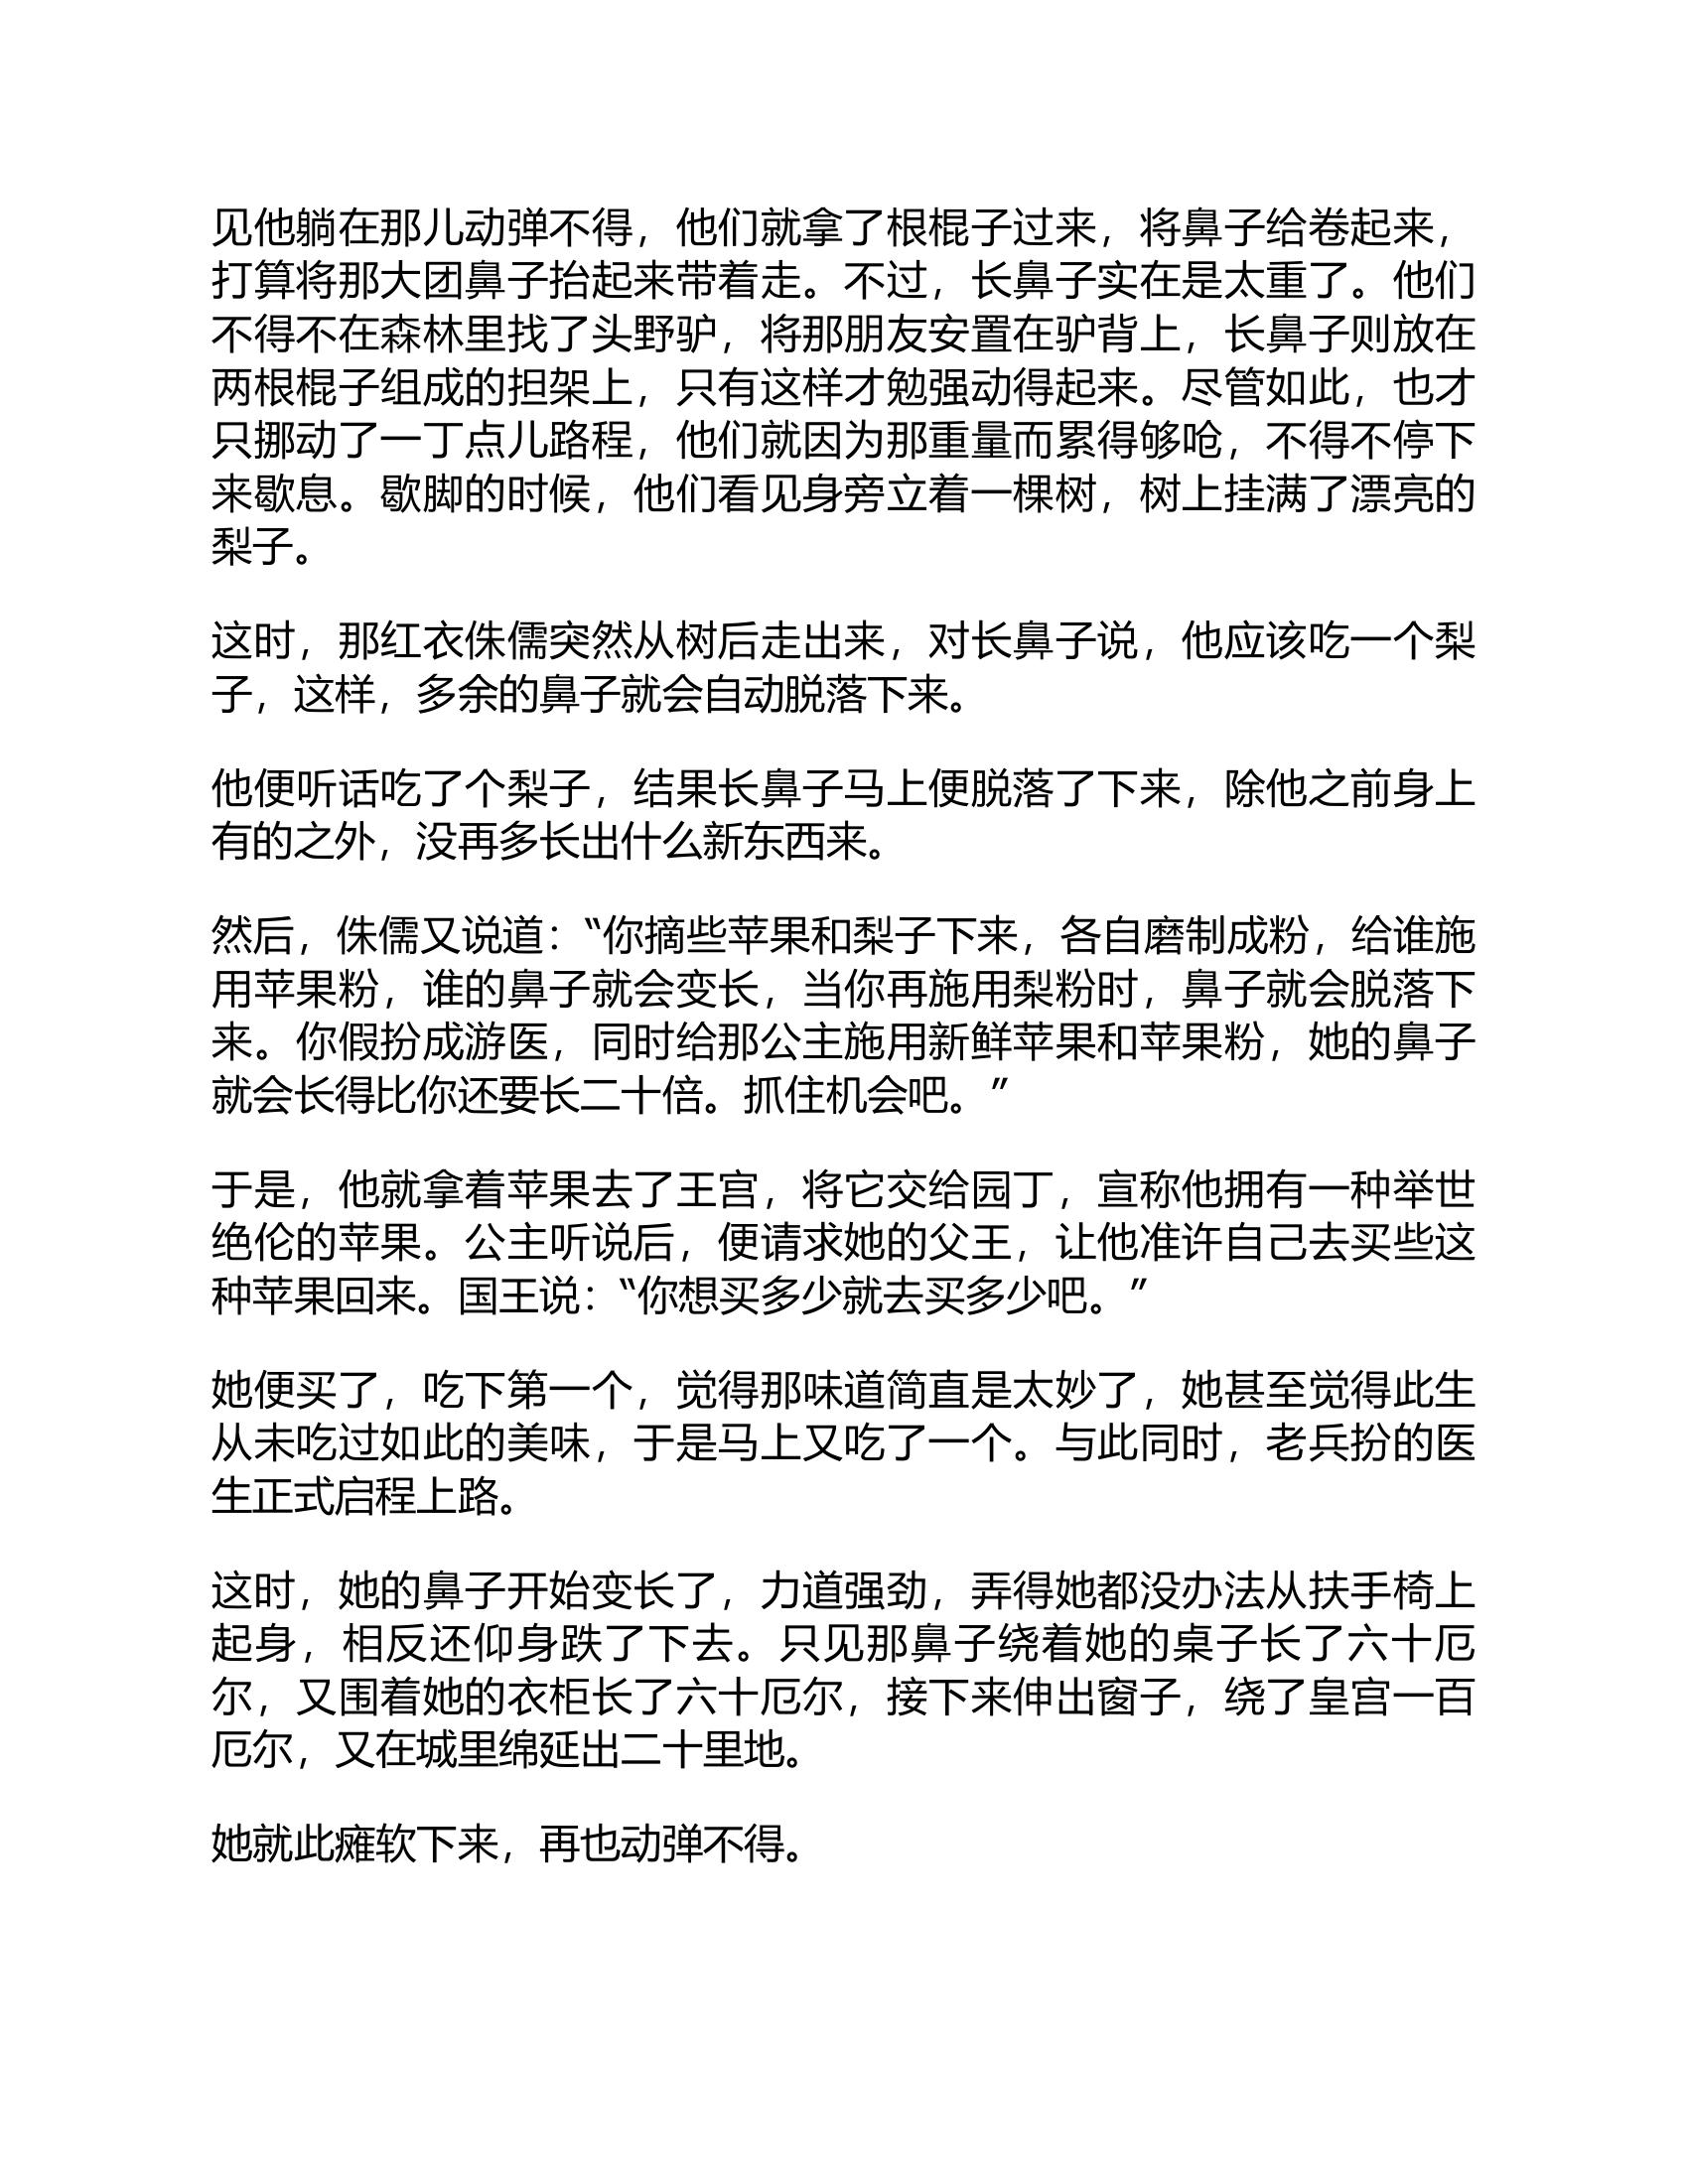 见他躺在那儿动弹不得，他们就拿了根棍子过来，将鼻子给卷起来，
打算将那大团鼻子抬起来带着走。不过，长鼻子实在是太重了。他们
不得不在森林里找了头野驴，将那朋友安置在驴背上，长鼻子则放在
两根棍子组成的担架上，只有这样才勉强动得起来。尽管如此，也才
只挪动了一丁点儿路程，他们就因为那重量而累得够呛，不得不停下
来歇息。歇脚的时候，他们看见身旁立着一棵树，树上挂满了漂亮的
梨子。
这时，那红衣侏儒突然从树后走出来，对长鼻子说，他应该吃一个梨
子，这样，多余的鼻子就会自动脱落下来。
他便听话吃了个梨子，结果长鼻子马上便脱落了下来，除他之前身上
有的之外，没再多长出什么新东西来。
然后，侏儒又说道：“你摘些苹果和梨子下来，各自磨制成粉，给谁施
用苹果粉，谁的鼻子就会变长，当你再施用梨粉时，鼻子就会脱落下
来。你假扮成游医，同时给那公主施用新鲜苹果和苹果粉，她的鼻子
就会长得比你还要长二十倍。抓住机会吧。”
于是，他就拿着苹果去了王宫，将它交给园丁，宣称他拥有一种举世
绝伦的苹果。公主听说后，便请求她的父王，让他准许自己去买些这
种苹果回来。国王说：“你想买多少就去买多少吧。”
她便买了，吃下第一个，觉得那味道简直是太妙了，她甚至觉得此生
从未吃过如此的美味，于是马上又吃了一个。与此同时，老兵扮的医
生正式启程上路。
这时，她的鼻子开始变长了，力道强劲，弄得她都没办法从扶手椅上
起身，相反还仰身跌了下去。只见那鼻子绕着她的桌子长了六十厄
尔，又围着她的衣柜长了六十厄尔，接下来伸出窗子，绕了皇宫一百
厄尔，又在城里绵延出二十里地。
她就此瘫软下来，再也动弹不得。